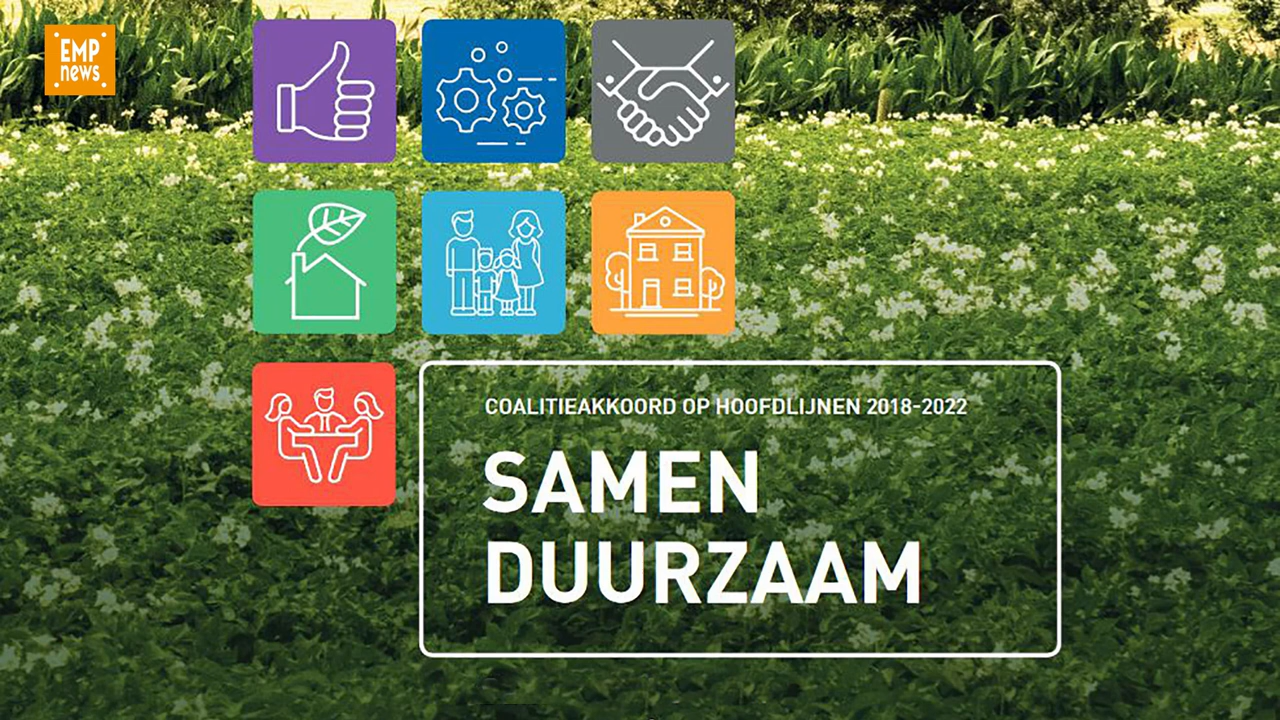 EMP
news
COALITIEAKKOORD OP HOOFDLIJNEN 2018-2022
SAMEN
DUURZAAM